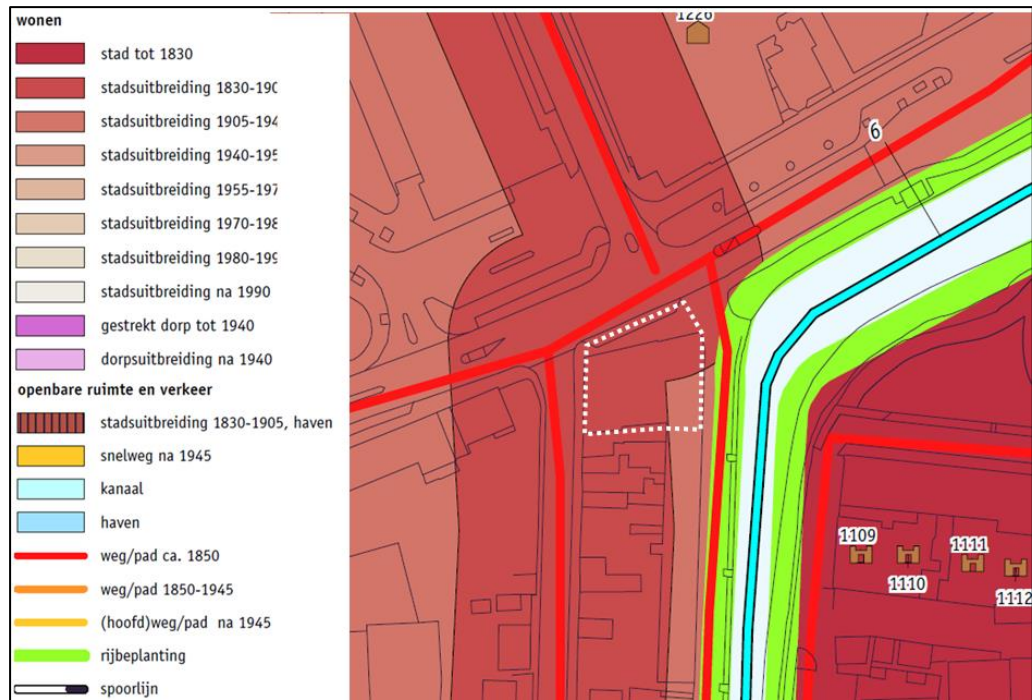 wonen
stad tot 1830
stadsuitbreiding 1830-190
stadsuitbreiding 1905-194
stadsuitbreiding 1940-195
stadsuitbreiding 1955-197
stadsuitbreiding 1970-198
stadsuitbreiding 1980-199
stadsuitbreiding na 1990
gestrekt dorp tot 1940
dorpsuitbreiding na 1940
openbare ruimte en verkeer
stadsuitbreiding 1830-1905, haven
snelweg na 1945
kanaal
haven
weg/pad ca. 1850
weg/pad 1850-1945
(hoofd)weg/pad na 1945
rijbeplanting
spoorlijn
1226
6
1109
1110
1111
1112